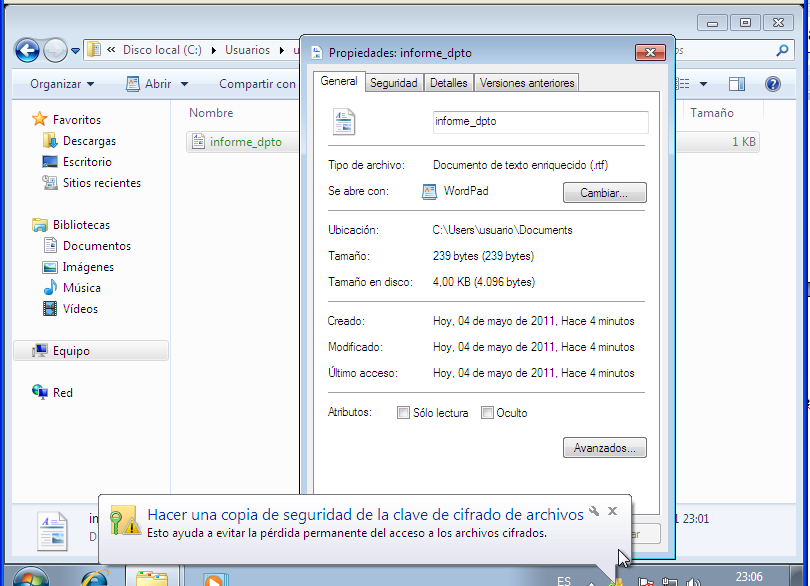 « Disco local (C:) ▸ Usuarios ▸
Organizar
Abrir
Compartir con
Favoritos
Descargas
Escritorio
Sitios recientes
Bibliotecas
Documentos
Imágenes
Música
Vídeos
Equipo
Red
Nombre
Tamaño
informe_dpto
1 KB
Propiedades: informe_dpto
General
Seguridad
Detalles
Versiones anteriores
informe_dpto
Tipo de archivo: Documento de texto enriquecido (.rtf)
Se abre con: WordPad
Cambiar...
Ubicación: C:\Users\usuario\Documents
Tamaño: 239 bytes (239 bytes)
Tamaño en disco: 4,00 KB (4.096 bytes)
Creado: Hoy, 04 de mayo de 2011, Hace 4 minutos
Modificado: Hoy, 04 de mayo de 2011, Hace 4 minutos
Último acceso: Hoy, 04 de mayo de 2011, Hace 4 minutos
Atributos: Sólo lectura Oculto
Avanzados...
Hacer una copia de seguridad de la clave de cifrado de archivos
Esto ayuda a evitar la pérdida permanente del acceso a los archivos cifrados.
23:01
ES
23:06